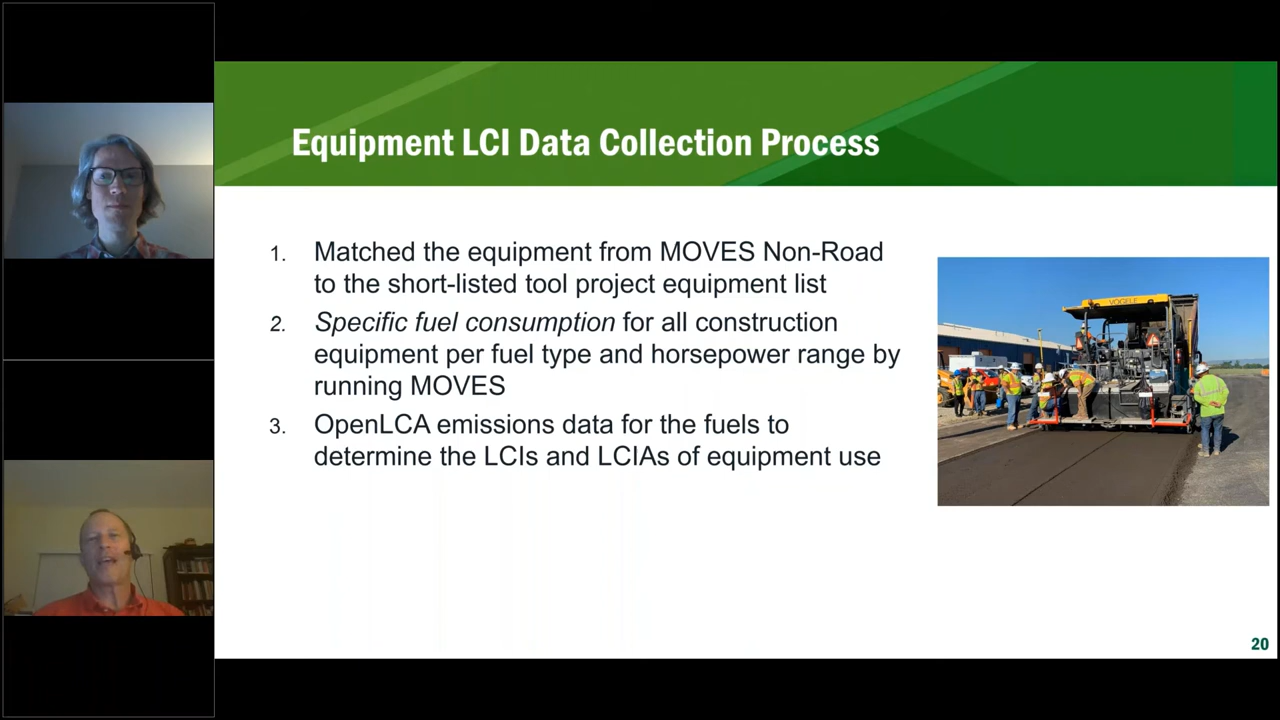 Equipment LCI Data Collection Process
1. Matched the equipment from MOVES Non-Road
to the short-listed tool project equipment list
2. Specific fuel consumption for all construction
equipment per fuel type and horsepower range by
running MOVES
3. OpenLCA emissions data for the fuels to
determine the LCIs and LCIAs of equipment use
VÖGELE
20